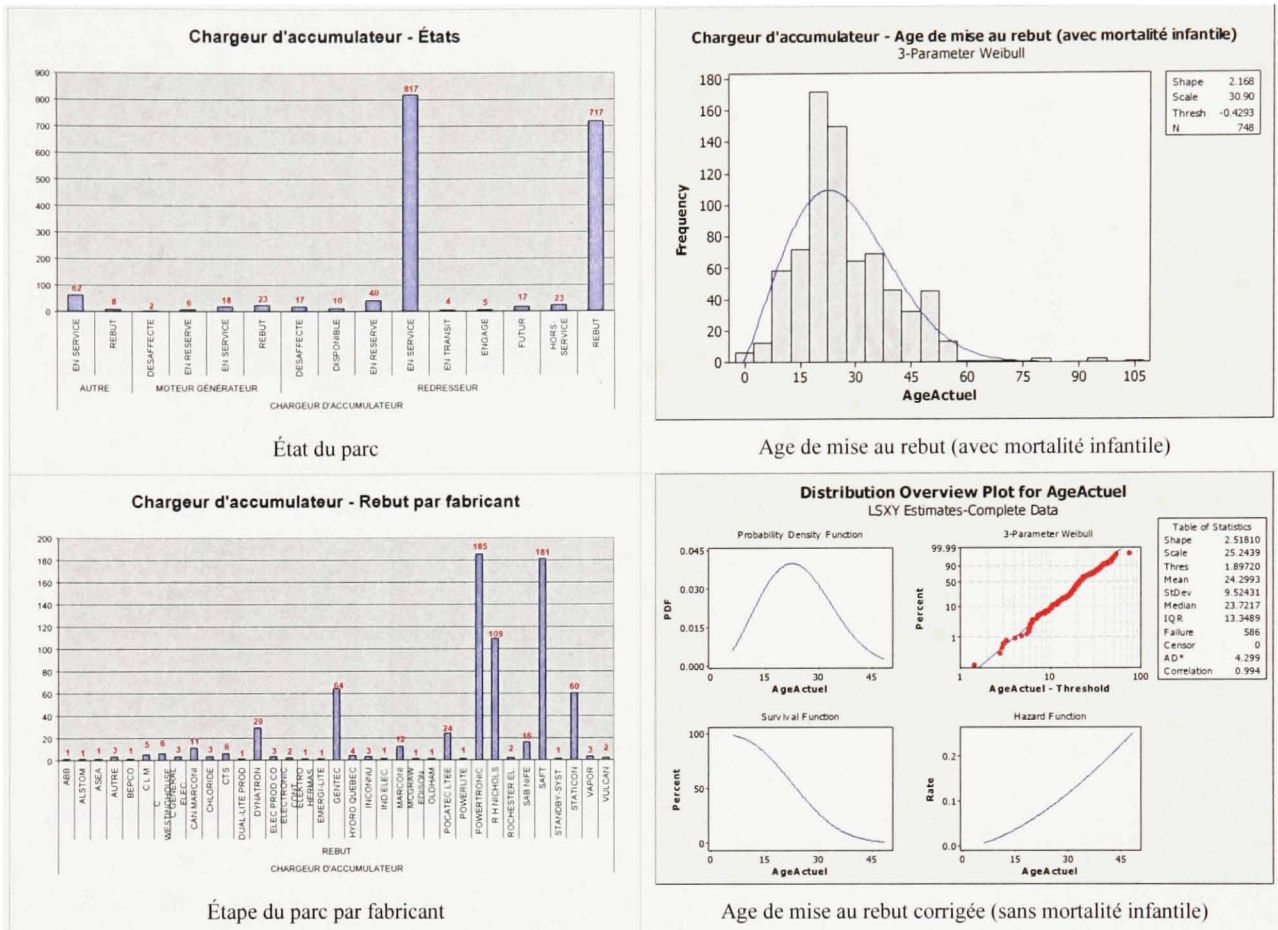 Chargeur d'accumulateur - États
900
800
700
600
500
400
300
200
100
0
62
8
2
6
18
23
17
10
40
817
4
5
17
23
717
EN SERVICE
REBUT
DESAFFECTE
EN RESERVE
EN SERVICE
REBUT
DESAFFECTE
DISPONIBLE
EN RESERVE
EN SERVICE
EN TRANSIT
ENGAGE
FUTUR
HORS SERVICE
REBUT
AUTRE
MOTEUR GÉNÉRATEUR
REDRESSEUR
CHARGEUR D'ACCUMULATEUR
État du parc
Chargeur d'accumulateur - Age de mise au rebut (avec mortalité infantile)
3-Parameter Weibull
Shape 2.168
Scale 30.90
Thresh -0.4293
N 748
Frequency
180
160
140
120
100
80
60
40
20
0
0 15 30 45 60 75 90 105
AgeActuel
Age de mise au rebut (avec mortalité infantile)
Chargeur d'accumulateur - Rebut par fabricant
200
180
160
140
120
100
80
60
40
20
0
1
1
1
3
1
5
6
3
11
3
6
1
29
3
2
1
1
64
4
3
1
12
1
1
24
1
185
109
2
16
181
1
60
3
2
ABB
ALSTOM
ASEA
AUTRE
BEPCO
C L M
C WESTINGHOUSE
C GENERAL ELEC.
CAN MARCONI
CHLORIDE
CTS
DUAL-LITE PROD
DYNATRON
ELEC PROD CO
ELECTRONIC CONT
ELEKTRO HERMAS
EMERGI-LITE
GENTEC
HYDRO QUEBEC
INCONNU
IND ELEC.
MARCONI
MCGRAW EDISON
OLDHAM
POCATEC LTEE
POWERLITE
POWERTRONIC
R H NICHOLS
ROCHESTER EL
SAB NIFE
SAFT
STANDBY-SYST
STATICON
VAPOR
VULCAN
REBUT
CHARGEUR D'ACCUMULATEUR
Étape du parc par fabricant
Distribution Overview Plot for AgeActuel
LSXY Estimates-Complete Data
Probability Density Function
PDF
0.045
0.030
0.015
0.000
0 15 30 45
AgeActuel
3-Parameter Weibull
Percent
99.99
90
50
10
1
1 10 100
AgeActuel - Threshold
Table of Statistics
Shape 2.51810
Scale 25.2439
Thres 1.89720
Mean 24.2993
StDev 9.52431
Median 23.7217
IQR 13.3489
Failure 586
Censor 0
AD* 4.299
Correlation 0.994
Survival Function
Percent
100
50
0
0 15 30 45
AgeActuel
Hazard Function
Rate
0.2
0.1
0.0
0 15 30 45
AgeActuel
Age de mise au rebut corrigée (sans mortalité infantile)